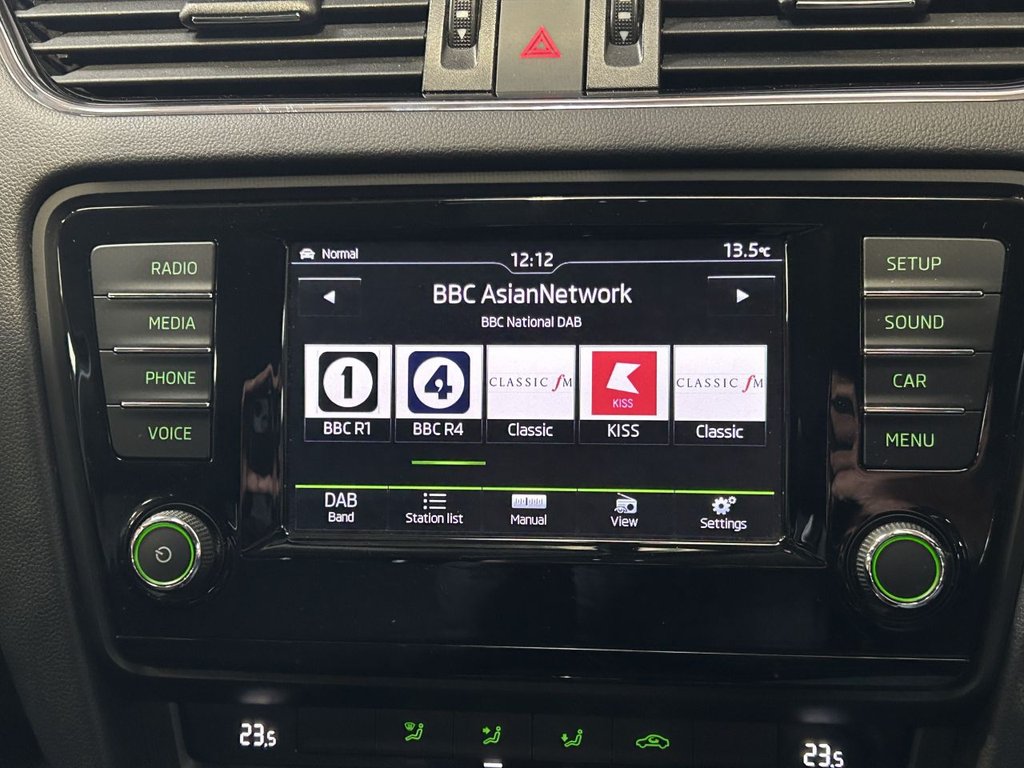 Normal
12:12
13.5°C
BBC AsianNetwork
BBC National DAB
RADIO
MEDIA
PHONE
VOICE
1
4
CLASSIC fM
KISS
CLASSIC fM
BBC R1
BBC R4
Classic
KISS
Classic
DAB
Band
Station list
Manual
View
Settings
SETUP
SOUND
CAR
MENU
23.5
23.5